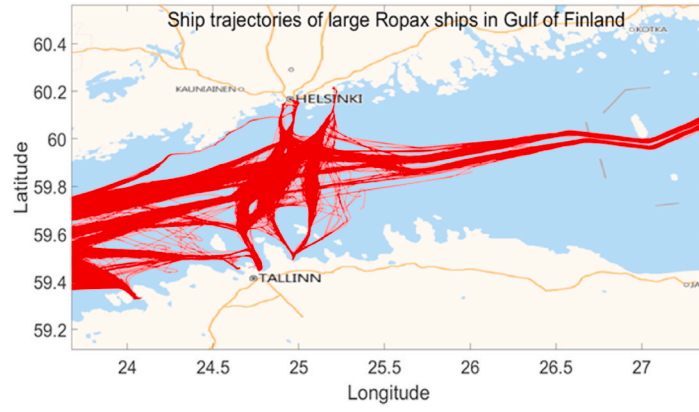 Ship trajectories of large Ropax ships in Gulf of Finland
60.4
60.2
60
59.8
59.6
59.4
59.2
Latitude
KOTKA
KAUNIAINEN
HELSINKI
TALLINN
24
24.5
25
25.5
26
26.5
27
Longitude